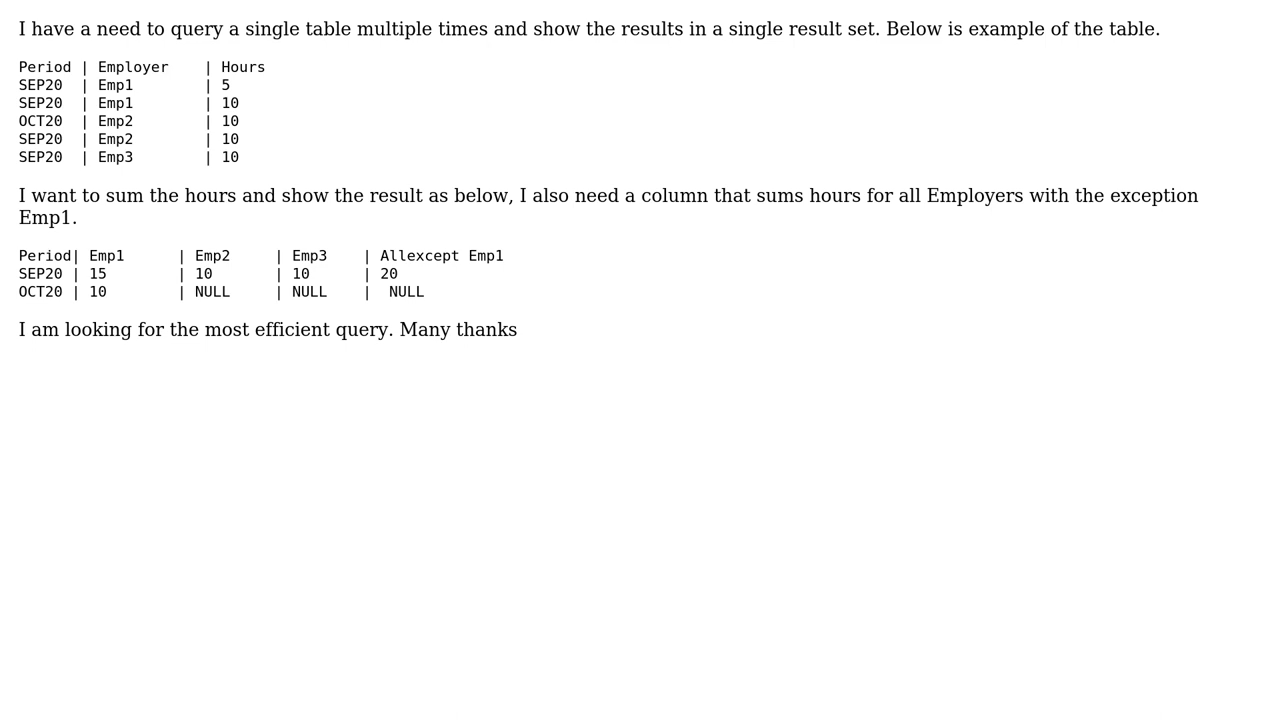 I have a need to query a single table multiple times and show the results in a single result set. Below is example of the table.
Period | Employer    | Hours
SEP20  | Emp1        | 5
SEP20  | Emp1        | 10
OCT20  | Emp2        | 10
SEP20  | Emp2        | 10
SEP20  | Emp3        | 10
I want to sum the hours and show the result as below, I also need a column that sums hours for all Employers with the exception
Emp1.
Period| Emp1      | Emp2     | Emp3    | Allexcept Emp1
SEP20 | 15        | 10       | 10      | 20
OCT20 | 10        | NULL     | NULL    |  NULL
I am looking for the most efficient query. Many thanks